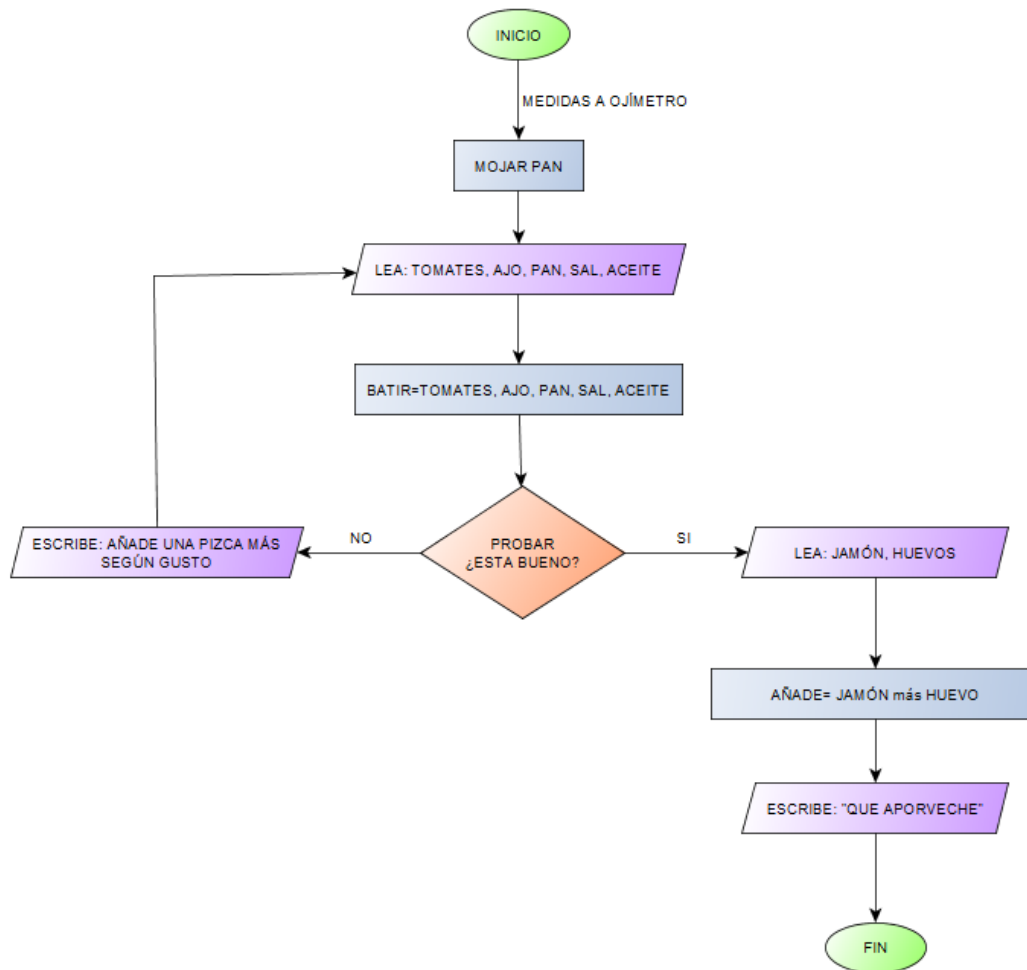 INICIO
MEDIDAS A OJÍMETRO
MOJAR PAN
LEA: TOMATES, AJO, PAN, SAL, ACEITE
BATIR=TOMATES, AJO, PAN, SAL, ACEITE
PROBAR
¿ESTA BUENO?
NO
ESCRIBE: AÑADE UNA PIZCA MÁS
SEGÚN GUSTO
SI
LEA: JAMÓN, HUEVOS
AÑADE= JAMÓN más HUEVO
ESCRIBE: "QUE APORVECHE"
FIN